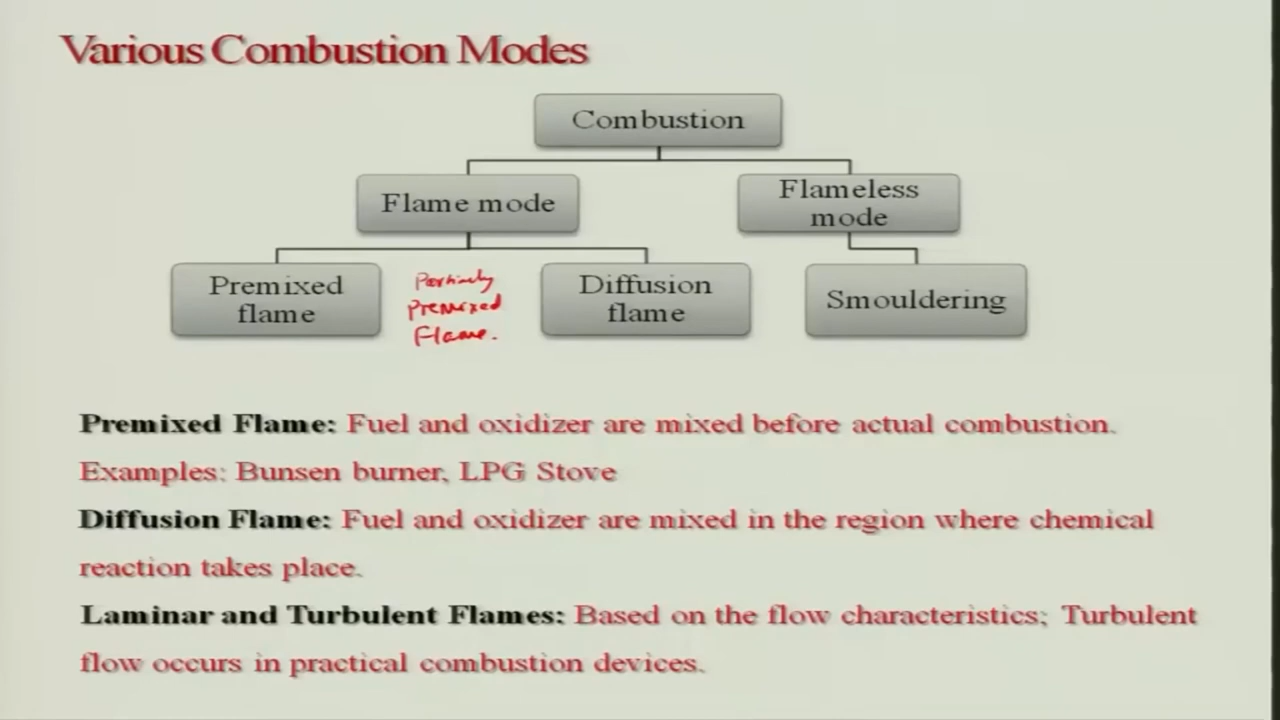 Various Combustion Modes
Combustion
Flame mode
Flameless
mode
Premixed
flame
Partially
Premixed
Flame.
Diffusion
flame
Smouldering
Premixed Flame: Fuel and oxidizer are mixed before actual combustion.
Examples: Bunsen burner, LPG Stove
Diffusion Flame: Fuel and oxidizer are mixed in the region where chemical
reaction takes place.
Laminar and Turbulent Flames: Based on the flow characteristics; Turbulent
flow occurs in practical combustion devices.